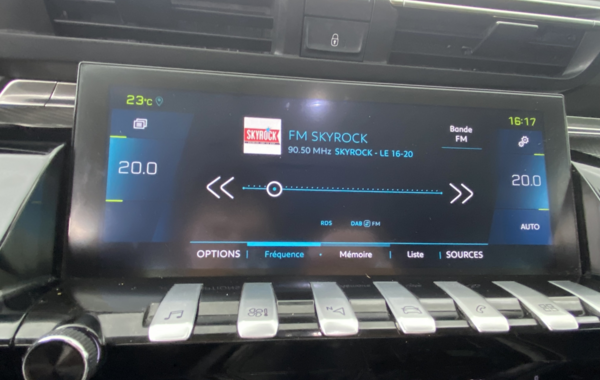 23°C
16:17
SKYROCK
FM SKYROCK
90.50 MHz SKYROCK - LE 16-20
Bande
FM
20.0
20.0
RDS DAB FM
AUTO
OPTIONS Fréquence Mémoire Liste SOURCES